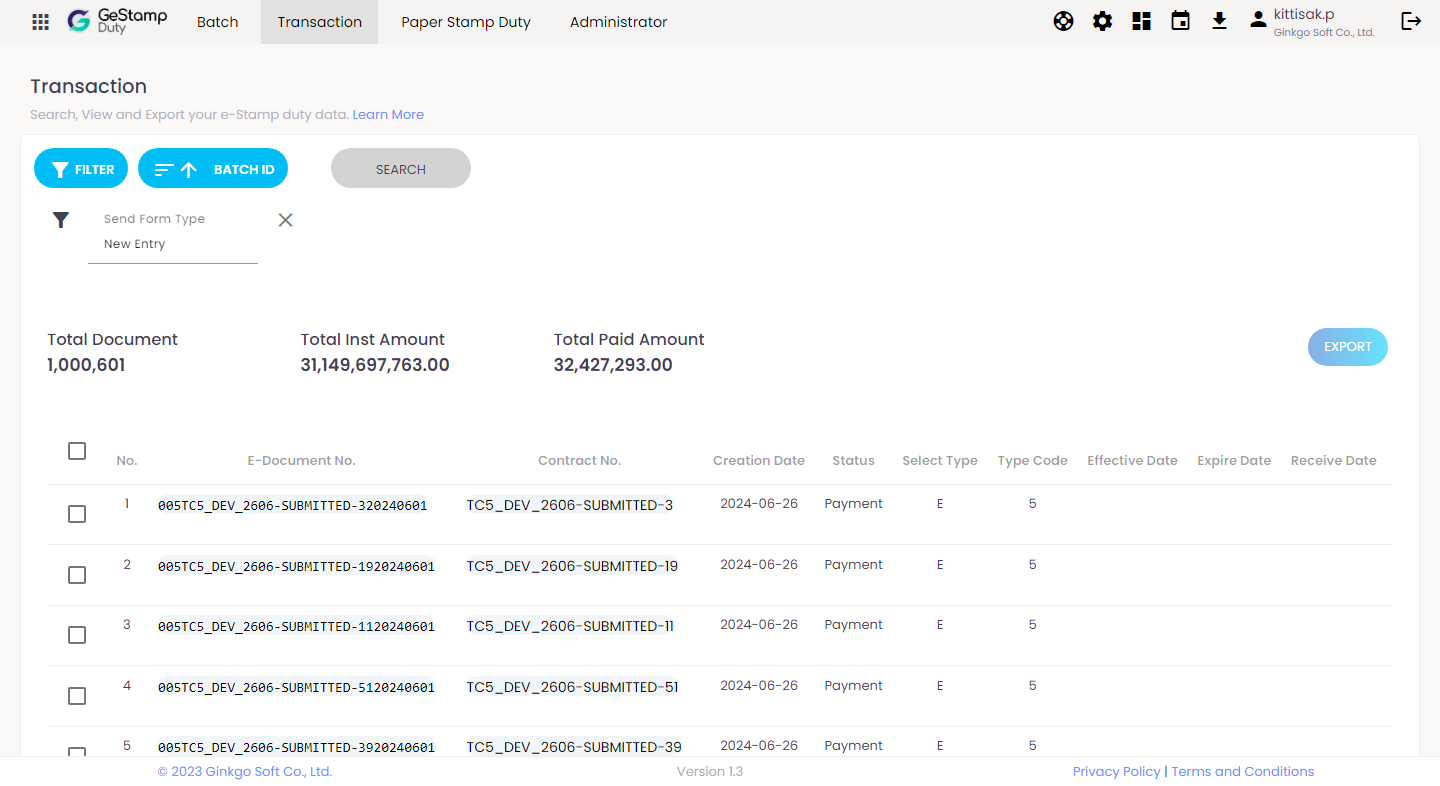 GeStamp Duty Batch Transaction Paper Stamp Duty Administrator kittisak.p
Ginkgo Soft Co., Ltd.
Transaction
Search, View and Export your e-Stamp duty data. Learn More
FILTER BATCH ID SEARCH
Send Form Type
New Entry
Total Document Total Inst Amount Total Paid Amount
1,000,601 31,149,697,763.00 32,427,293.00
EXPORT
No. E-Document No. Contract No. Creation Date Status Select Type Type Code Effective Date Expire Date Receive Date
1 005TC5_DEV_2606-SUBMITTED-320240601 TC5_DEV_2606-SUBMITTED-3 2024-06-26 Payment E 5
2 005TC5_DEV_2606-SUBMITTED-1920240601 TC5_DEV_2606-SUBMITTED-19 2024-06-26 Payment E 5
3 005TC5_DEV_2606-SUBMITTED-1120240601 TC5_DEV_2606-SUBMITTED-11 2024-06-26 Payment E 5
4 005TC5_DEV_2606-SUBMITTED-5120240601 TC5_DEV_2606-SUBMITTED-51 2024-06-26 Payment E 5
5 005TC5_DEV_2606-SUBMITTED-3920240601 TC5_DEV_2606-SUBMITTED-39 2024-06-26 Payment E 5
© 2023 Ginkgo Soft Co., Ltd. Version 1.3 Privacy Policy | Terms and Conditions